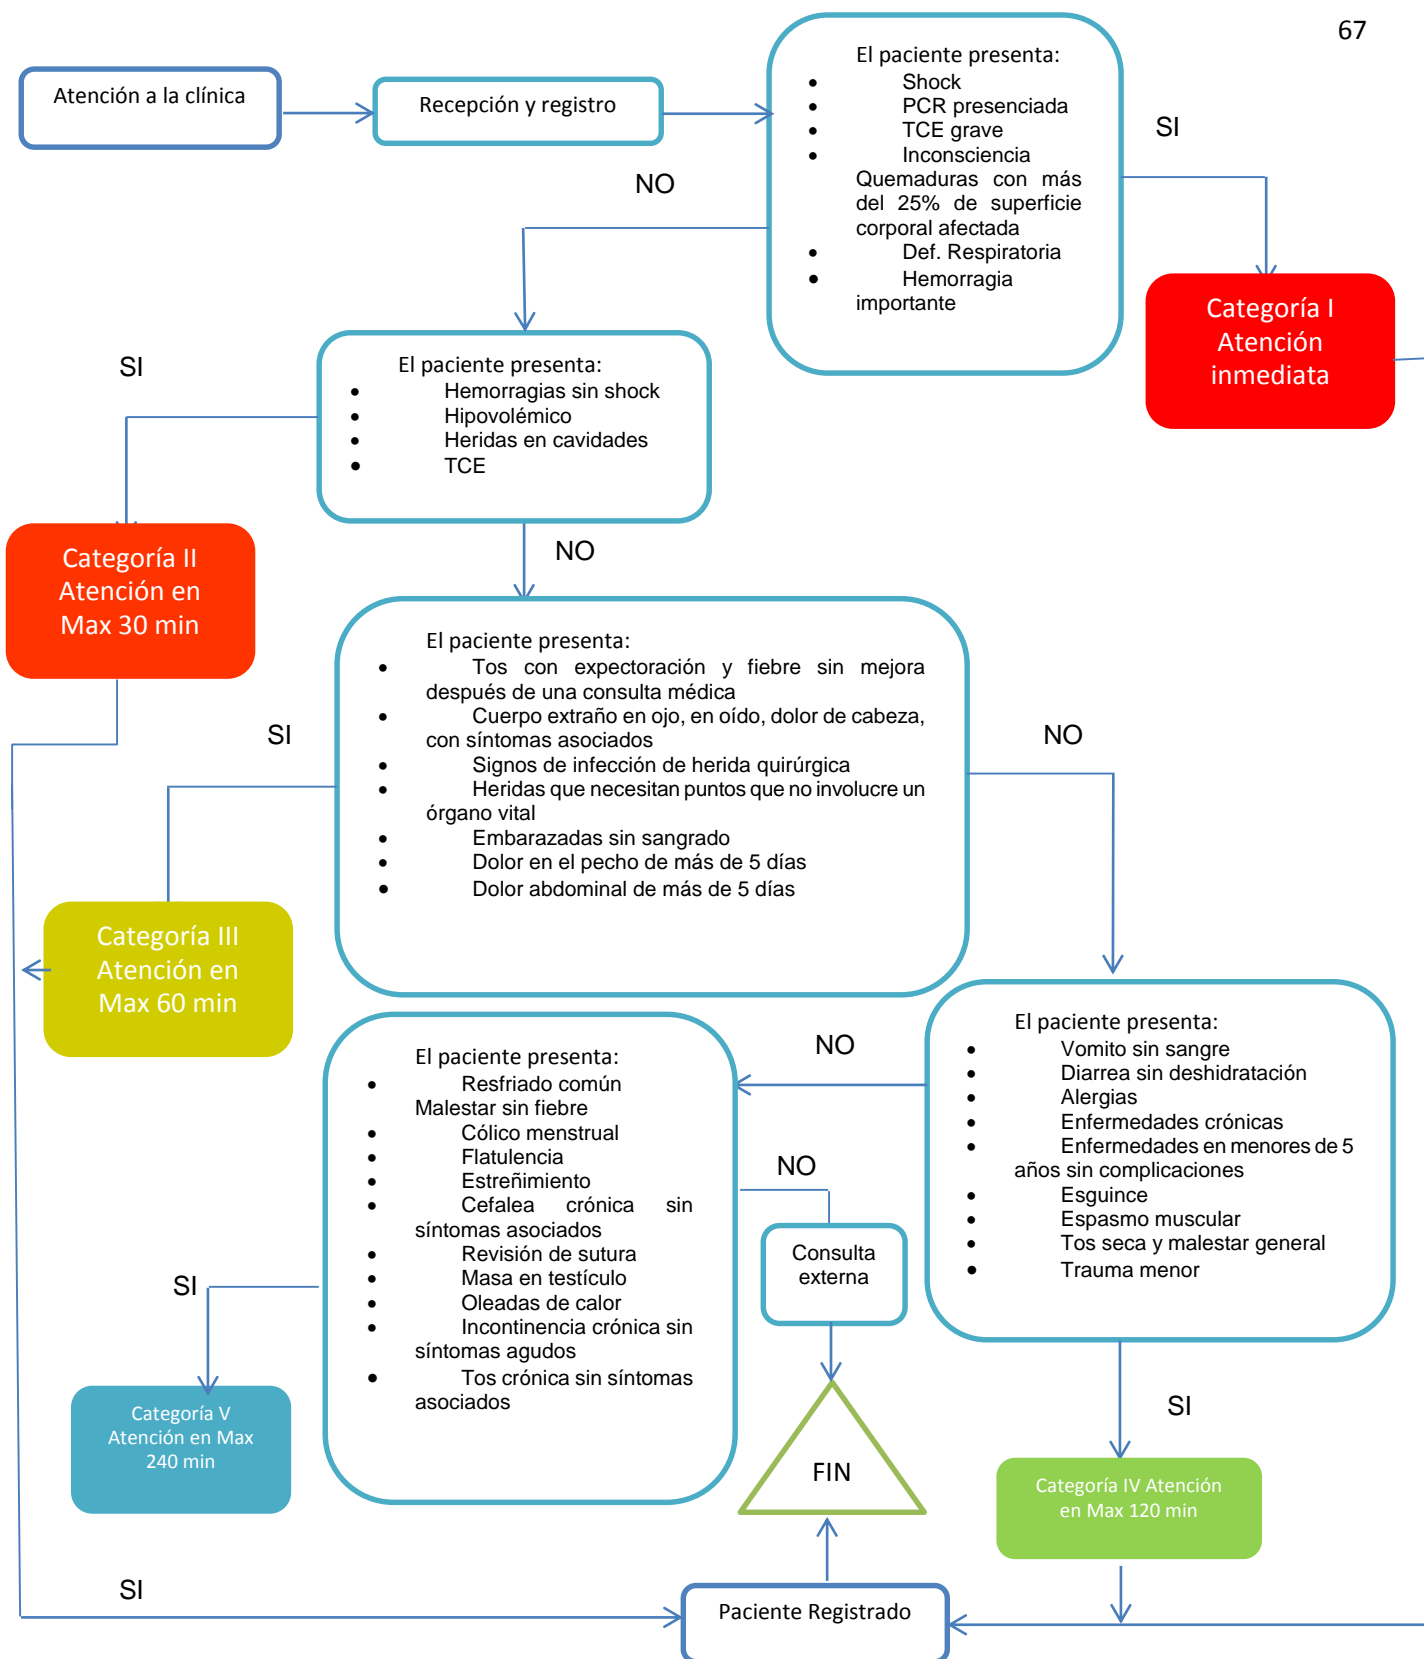 67
Atención a la clínica
Recepción y registro
El paciente presenta:
• Shock
• PCR presenciada
• TCE grave
• Inconsciencia
Quemaduras con más
del 25% de superficie
corporal afectada
• Def. Respiratoria
• Hemorragia
importante
SI
NO
Categoría I
Atención
inmediata
SI
El paciente presenta:
• Hemorragias sin shock
• Hipovolémico
• Heridas en cavidades
• TCE
NO
Categoría II
Atención en
Max 30 min
El paciente presenta:
• Tos con expectoración y fiebre sin mejora
después de una consulta médica
• Cuerpo extraño en ojo, en oído, dolor de cabeza,
con síntomas asociados
• Signos de infección de herida quirúrgica
• Heridas que necesitan puntos que no involucre un
órgano vital
• Embarazadas sin sangrado
• Dolor en el pecho de más de 5 días
• Dolor abdominal de más de 5 días
SI
NO
Categoría III
Atención en
Max 60 min
El paciente presenta:
• Vomito sin sangre
• Diarrea sin deshidratación
• Alergias
• Enfermedades crónicas
• Enfermedades en menores de 5
años sin complicaciones
• Esguince
• Espasmo muscular
• Tos seca y malestar general
• Trauma menor
NO
El paciente presenta:
• Resfriado común
Malestar sin fiebre
• Cólico menstrual
• Flatulencia
• Estreñimiento
• Cefalea crónica sin
síntomas asociados
• Revisión de sutura
• Masa en testículo
• Oleadas de calor
• Incontinencia crónica sin
síntomas agudos
• Tos crónica sin síntomas
asociados
NO
Consulta
externa
SI
Categoría V
Atención en Max
240 min
FIN
SI
Categoría IV Atención
en Max 120 min
SI
Paciente Registrado